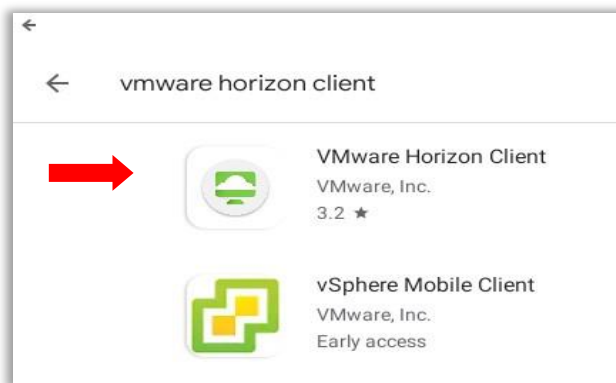 vmware horizon client
VMware Horizon Client
VMware, Inc.
3.2 ★
vSphere Mobile Client
VMware, Inc.
Early access